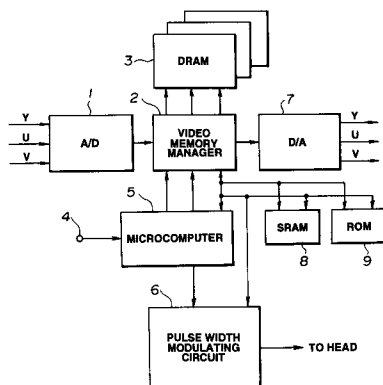 3
DRAM
1
2
7
Y
U
V
A/D
VIDEO
MEMORY
MANAGER
D/A
Y
U
V
5
4
MICROCOMPUTER
SRAM
8
ROM
9
6
PULSE WIDTH
MODULATING
CIRCUIT
TO HEAD